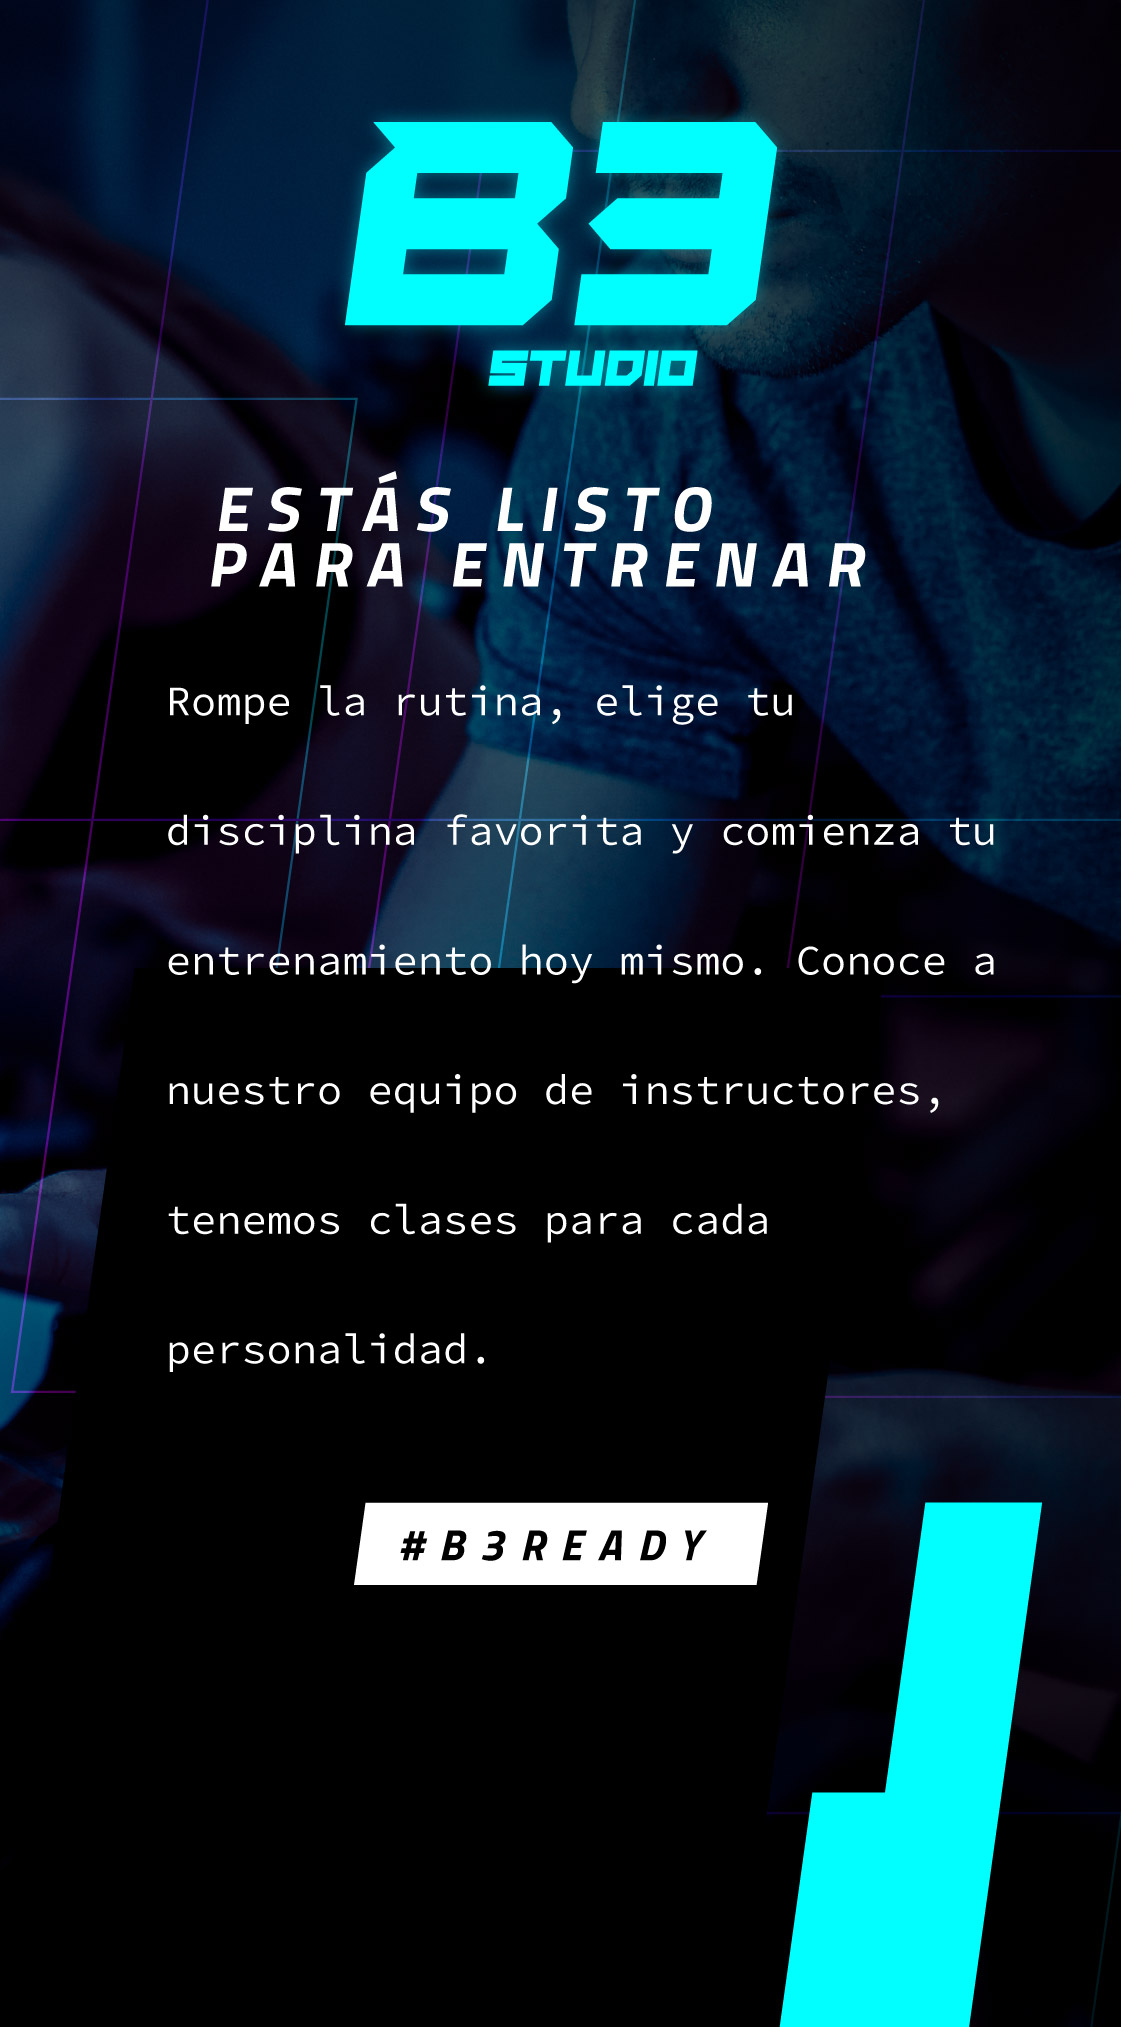 B3
STUDIO
ESTÁS LISTO
PARA ENTRENAR
Rompe la rutina, elige tu
disciplina favorita y comienza tu
entrenamiento hoy mismo. Conoce a
nuestro equipo de instructores,
tenemos clases para cada
personalidad.
#B3READY